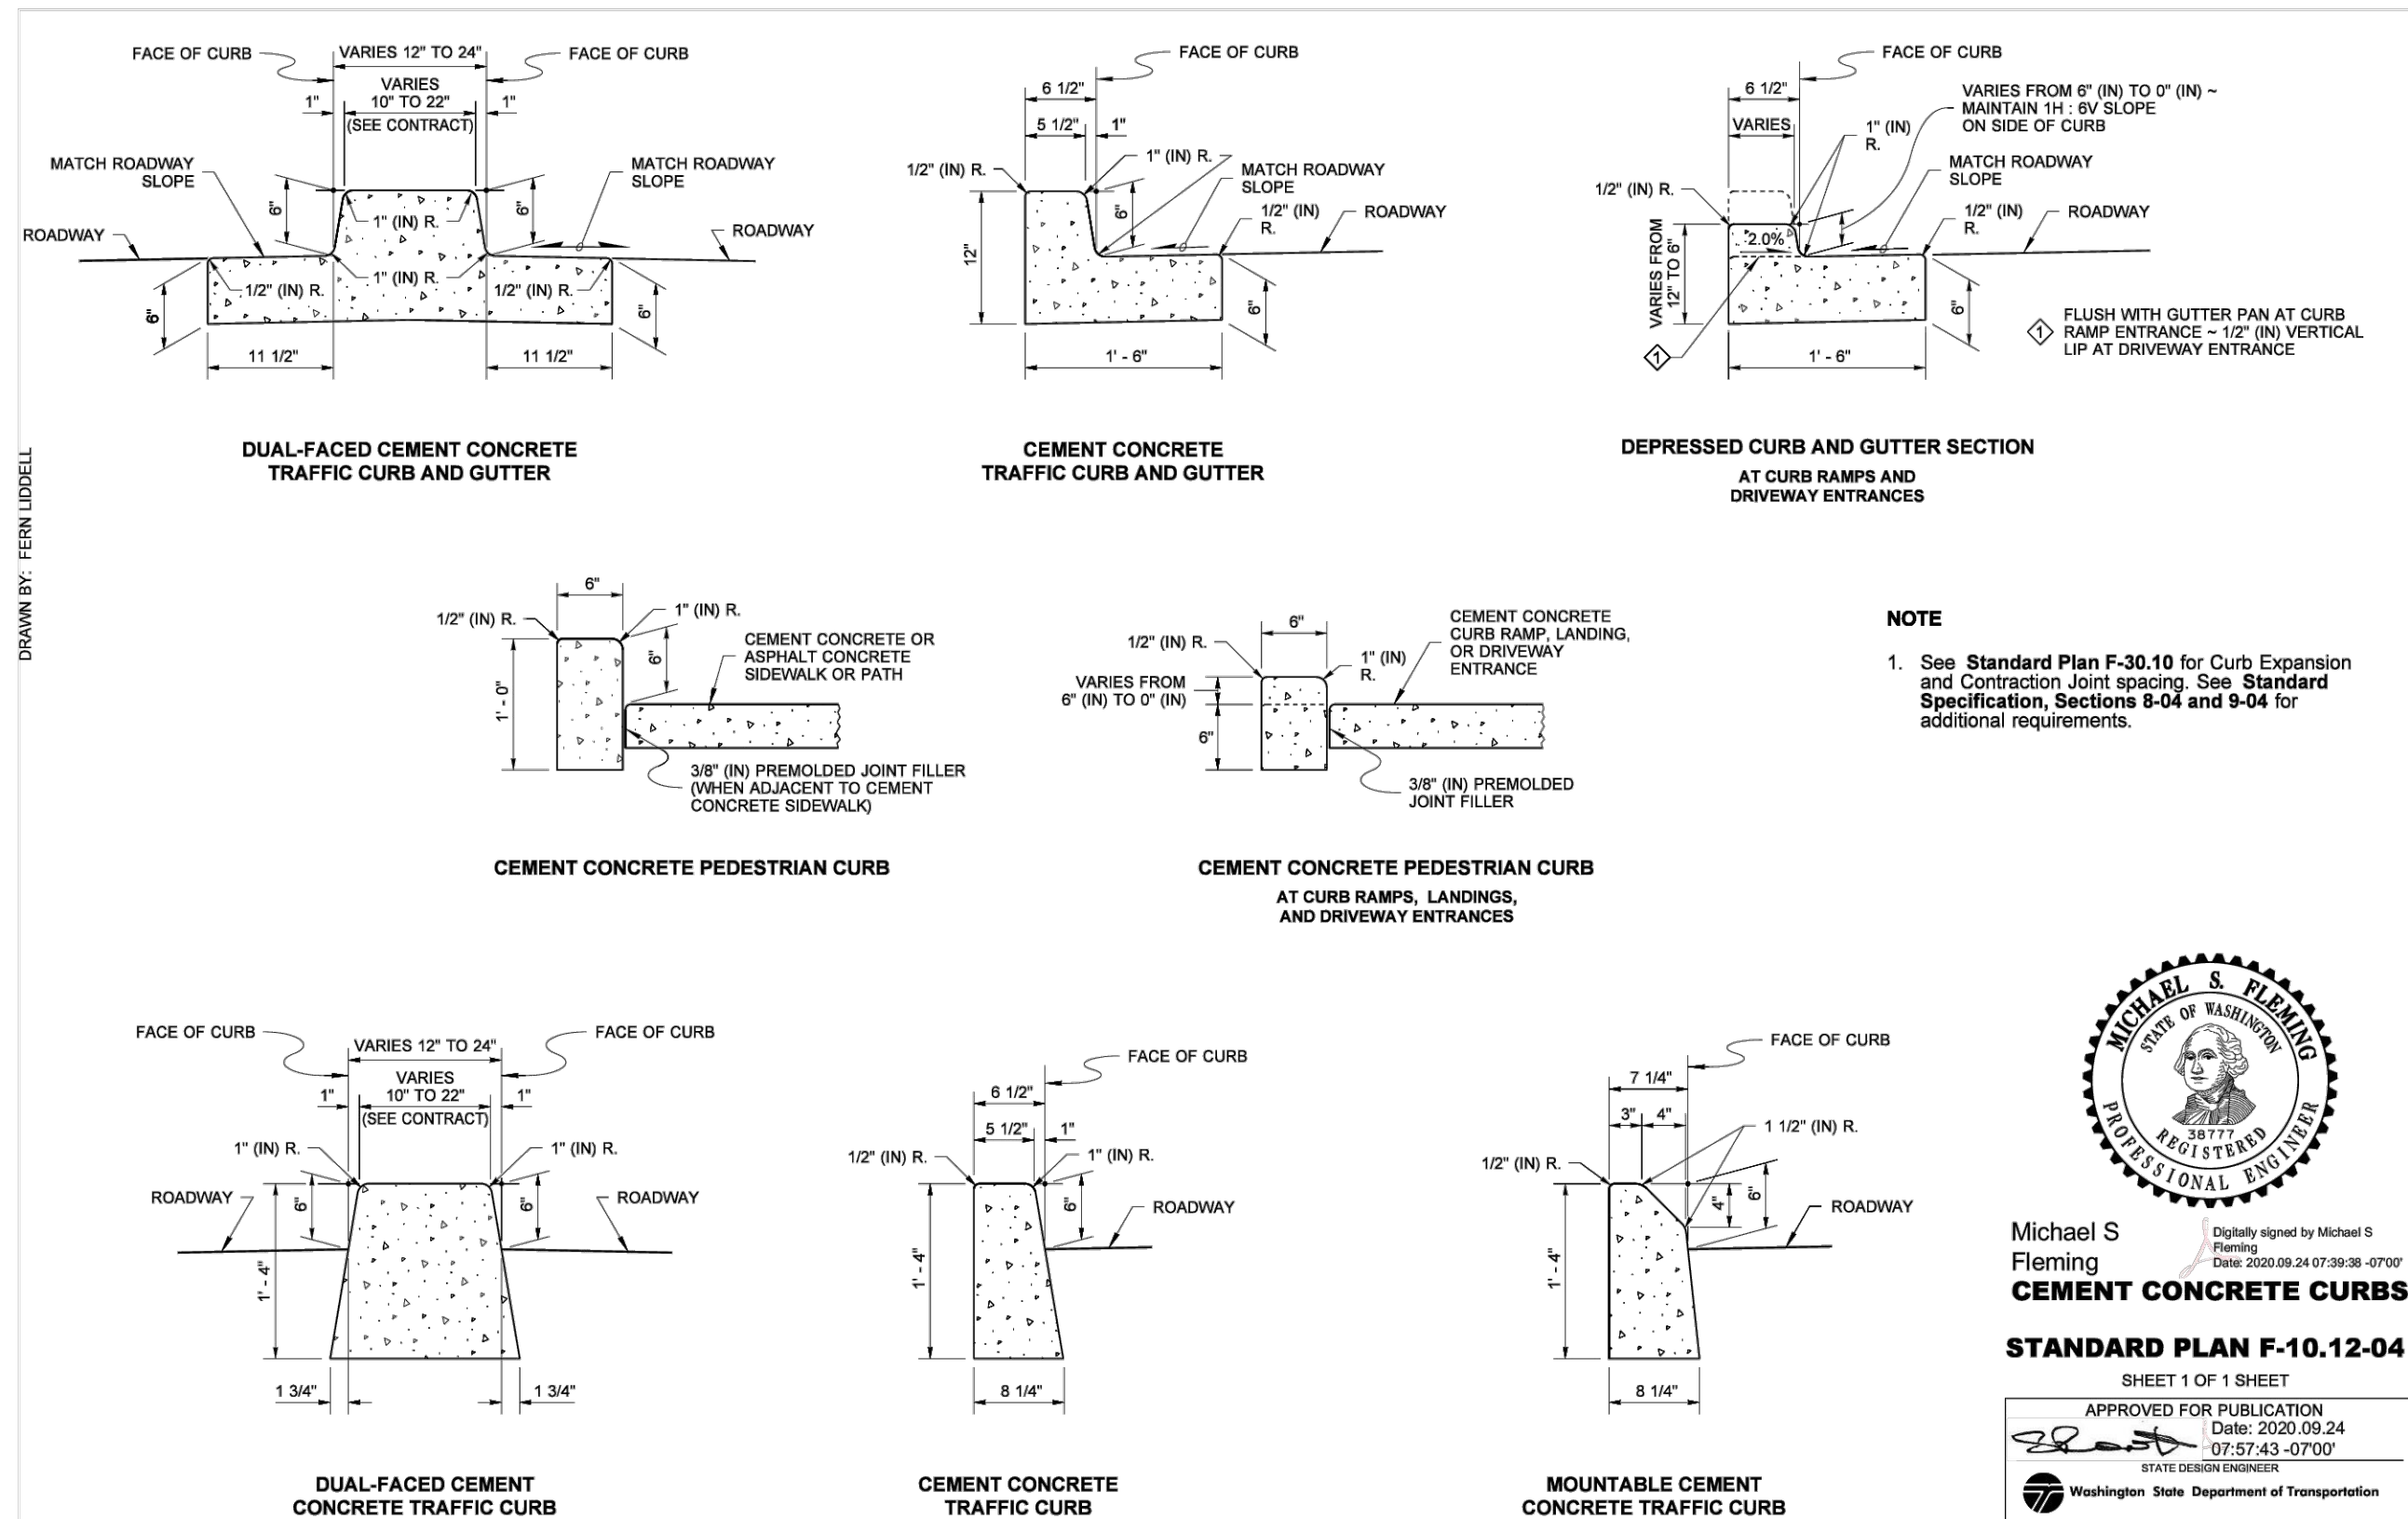 DRAWN BY: FERN LIDDELL
FACE OF CURB
VARIES 12" TO 24"
FACE OF CURB
VARIES
10" TO 22"
(SEE CONTRACT)
1"
1"
MATCH ROADWAY
SLOPE
MATCH ROADWAY
SLOPE
6"
6"
1" (IN) R.
ROADWAY
ROADWAY
1" (IN) R.
1/2" (IN) R.
1/2" (IN) R.
6"
6"
11 1/2"
11 1/2"
DUAL-FACED CEMENT CONCRETE
TRAFFIC CURB AND GUTTER
FACE OF CURB
6 1/2"
5 1/2"
1"
1/2" (IN) R.
1" (IN) R.
MATCH ROADWAY
SLOPE
6"
1/2" (IN)
R.
ROADWAY
12"
6"
1' - 6"
CEMENT CONCRETE
TRAFFIC CURB AND GUTTER
FACE OF CURB
6 1/2"
VARIES
VARIES FROM 6" (IN) TO 0" (IN) ~
MAINTAIN 1H : 6V SLOPE
ON SIDE OF CURB
1" (IN)
R.
MATCH ROADWAY
SLOPE
1/2" (IN) R.
1/2" (IN)
R.
ROADWAY
VARIES FROM
12" TO 6"
2.0%
6"
1
1' - 6"
1
FLUSH WITH GUTTER PAN AT CURB
RAMP ENTRANCE ~ 1/2" (IN) VERTICAL
LIP AT DRIVEWAY ENTRANCE
DEPRESSED CURB AND GUTTER SECTION
AT CURB RAMPS AND
DRIVEWAY ENTRANCES
6"
1/2" (IN) R.
1" (IN) R.
6"
1' - 0"
CEMENT CONCRETE OR
ASPHALT CONCRETE
SIDEWALK OR PATH
3/8" (IN) PREMOLDED JOINT FILLER
(WHEN ADJACENT TO CEMENT
CONCRETE SIDEWALK)
CEMENT CONCRETE PEDESTRIAN CURB
6"
1/2" (IN) R.
1" (IN)
R.
CEMENT CONCRETE
CURB RAMP, LANDING,
OR DRIVEWAY
ENTRANCE
VARIES FROM
6" (IN) TO 0" (IN)
6"
3/8" (IN) PREMOLDED
JOINT FILLER
CEMENT CONCRETE PEDESTRIAN CURB
AT CURB RAMPS, LANDINGS,
AND DRIVEWAY ENTRANCES
NOTE
1. See Standard Plan F-30.10 for Curb Expansion
and Contraction Joint spacing. See Standard
Specification, Sections 8-04 and 9-04 for
additional requirements.
FACE OF CURB
VARIES 12" TO 24"
FACE OF CURB
VARIES
10" TO 22"
(SEE CONTRACT)
1"
1"
1" (IN) R.
1" (IN) R.
ROADWAY
6"
6"
ROADWAY
1' - 4"
1 3/4"
1 3/4"
DUAL-FACED CEMENT
CONCRETE TRAFFIC CURB
FACE OF CURB
6 1/2"
5 1/2"
1"
1/2" (IN) R.
1" (IN) R.
6"
ROADWAY
1' - 4"
8 1/4"
CEMENT CONCRETE
TRAFFIC CURB
FACE OF CURB
7 1/4"
3"
4"
1 1/2" (IN) R.
1/2" (IN) R.
4"
6"
ROADWAY
1' - 4"
8 1/4"
MOUNTABLE CEMENT
CONCRETE TRAFFIC CURB
MICHAEL S. FLEMING
STATE OF WASHINGTON
38777
REGISTERED
PROFESSIONAL ENGINEER
Michael S
Fleming
Digitally signed by Michael S
Fleming
Date: 2020.09.24 07:39:38 -07'00'
CEMENT CONCRETE CURBS
STANDARD PLAN F-10.12-04
SHEET 1 OF 1 SHEET
APPROVED FOR PUBLICATION
Date: 2020.09.24
07:57:43 -07'00'
STATE DESIGN ENGINEER
Washington State Department of Transportation